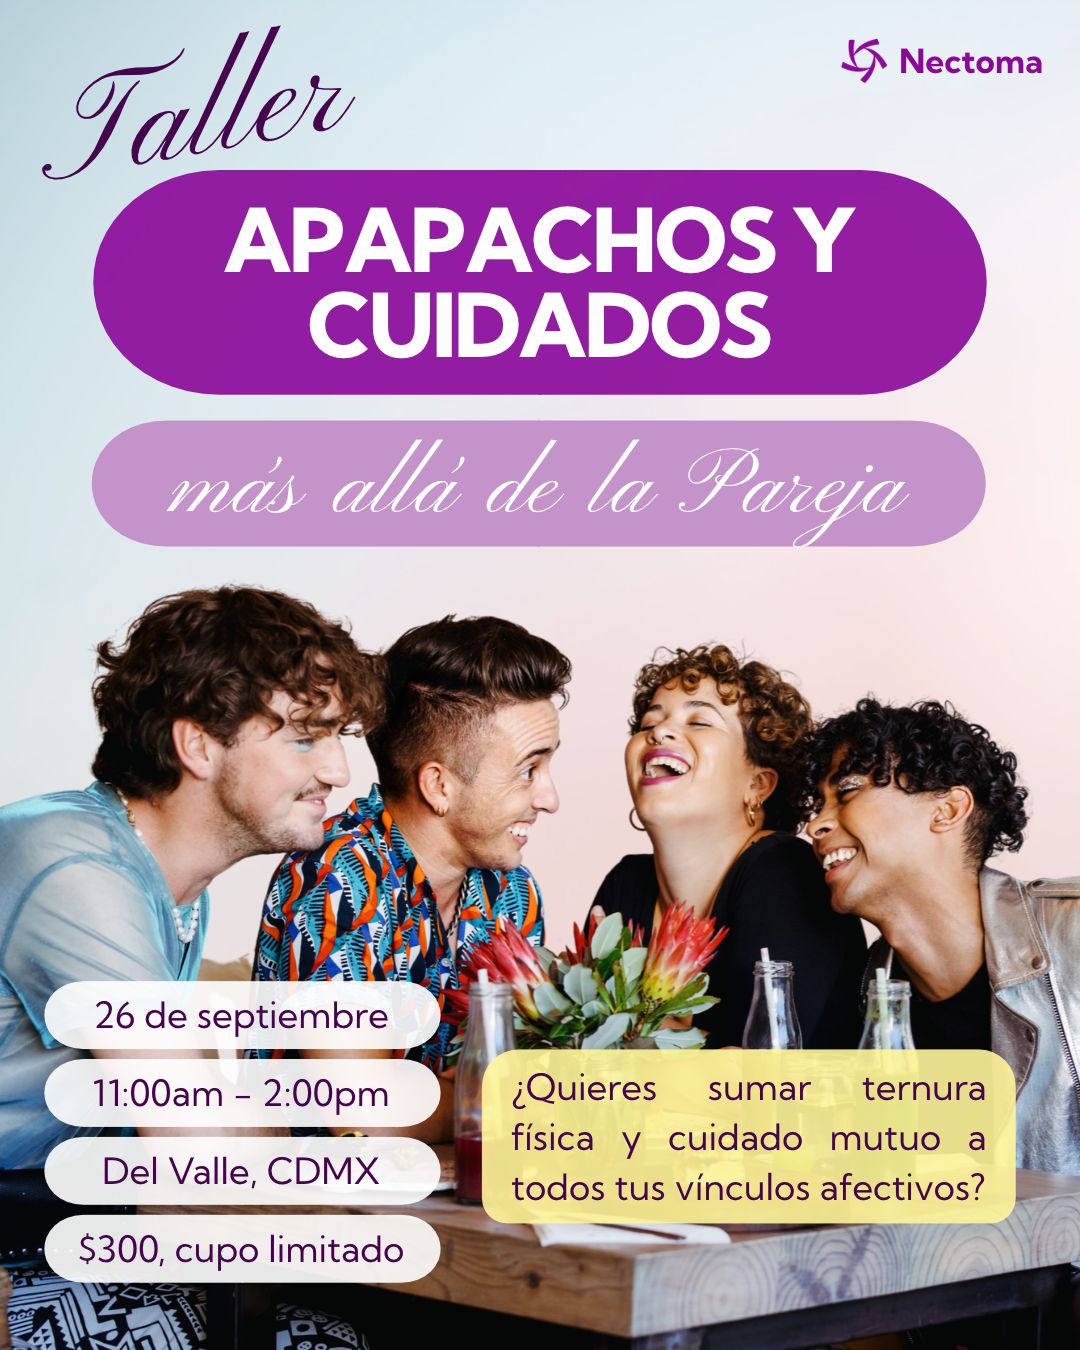 Taller
Nectoma
APAPACHOS Y
CUIDADOS
más allá de la Pareja
26 de septiembre
11:00am - 2:00pm
Del Valle, CDMX
$300, cupo limitado
¿Quieres sumar ternura
física y cuidado mutuo a
todos tus vínculos afectivos?